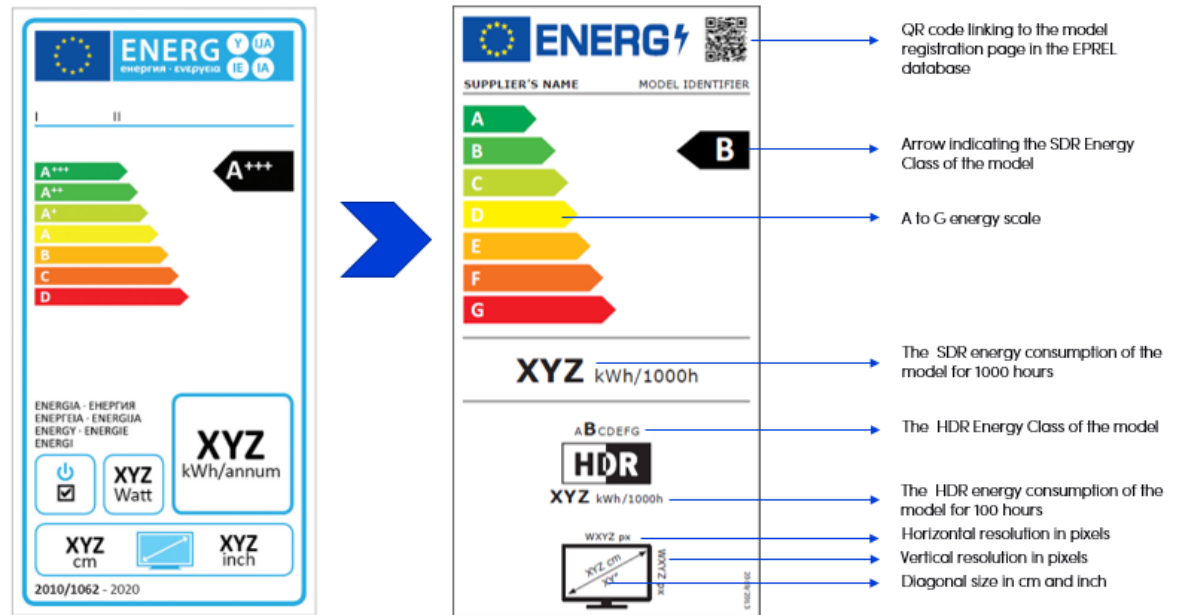 ENERG Y UA
енергия · ενεργεια IE IA
I II
A+++
A++
A+
A
B
C
D
A+++
ENERGIA · ЕНЕРГИЯ
ΕΝΕΡΓΕΙΑ · ENERGIJA
ENERGY · ENERGIE
ENERGI
XYZ
kWh/annum
XYZ
Watt
XYZ
cm
XYZ
inch
2010/1062 - 2020
ENERG
SUPPLIER'S NAME MODEL IDENTIFIER
A
B
C
D
E
F
G
B
XYZ kWh/1000h
ABCDEFG
HDR
XYZ kWh/1000h
WXYZ px
XYZ cm
XY"
WXYZ px
2019/2013
QR code linking to the model
registration page in the EPREL
database
Arrow indicating the SDR Energy
Class of the model
A to G energy scale
The SDR energy consumption of the
model for 1000 hours
The HDR Energy Class of the model
The HDR energy consumption of the
model for 100 hours
Horizontal resolution in pixels
Vertical resolution in pixels
Diagonal size in cm and inch